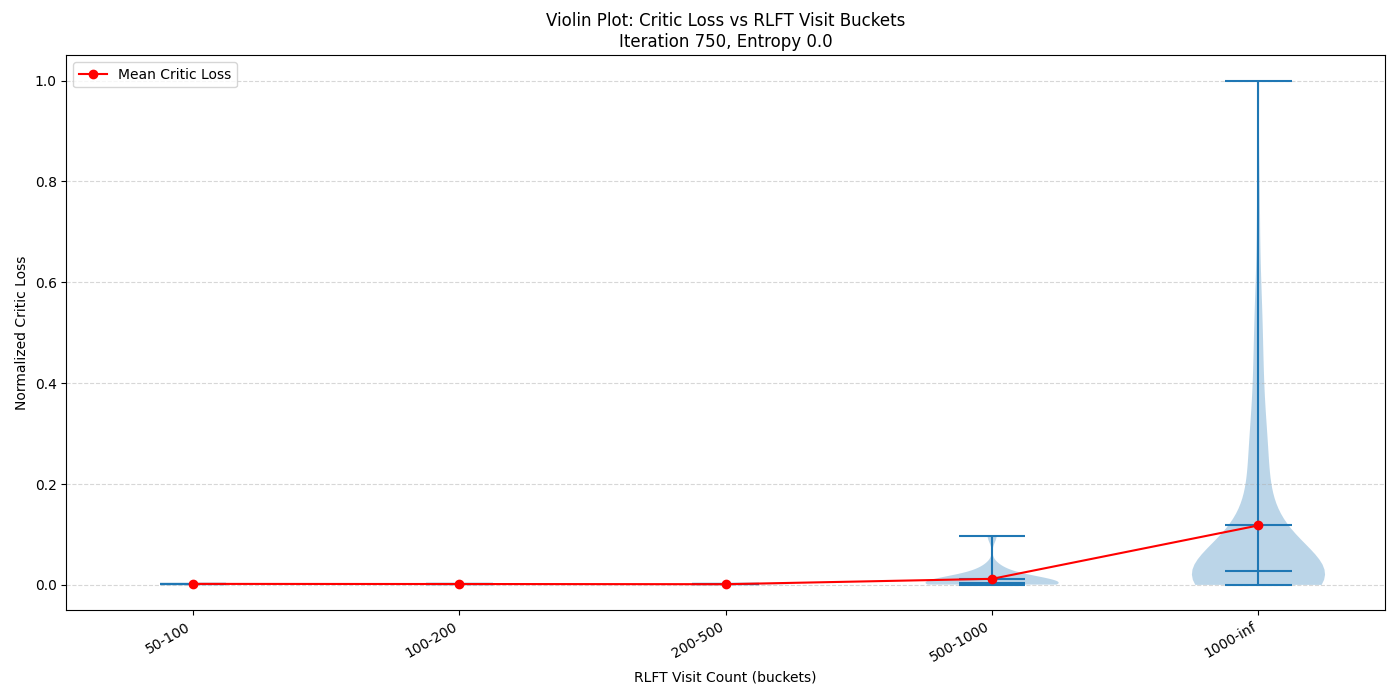 Violin Plot: Critic Loss vs RLFT Visit Buckets
Iteration 750, Entropy 0.0
Mean Critic Loss
1.0
0.8
0.6
0.4
0.2
0.0
Normalized Critic Loss
50-100
100-200
200-500
500-1000
1000-inf
RLFT Visit Count (buckets)